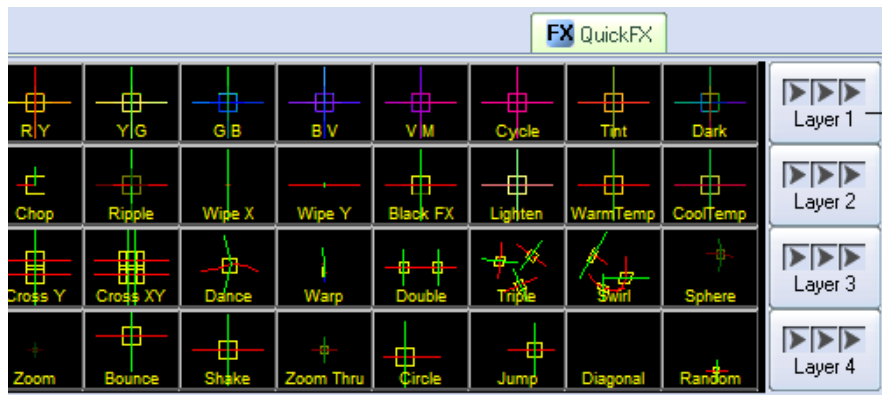 FX QuickFX
R Y Y G G B B V V M Cycle Tint Dark Layer 1
Chop Ripple Wipe X Wipe Y Black FX Lighten WarmTemp CoolTemp Layer 2
Cross Y Cross XY Dance Warp Double Triple Swirl Sphere Layer 3
Zoom Bounce Shake Zoom Thru Circle Jump Diagonal Random Layer 4